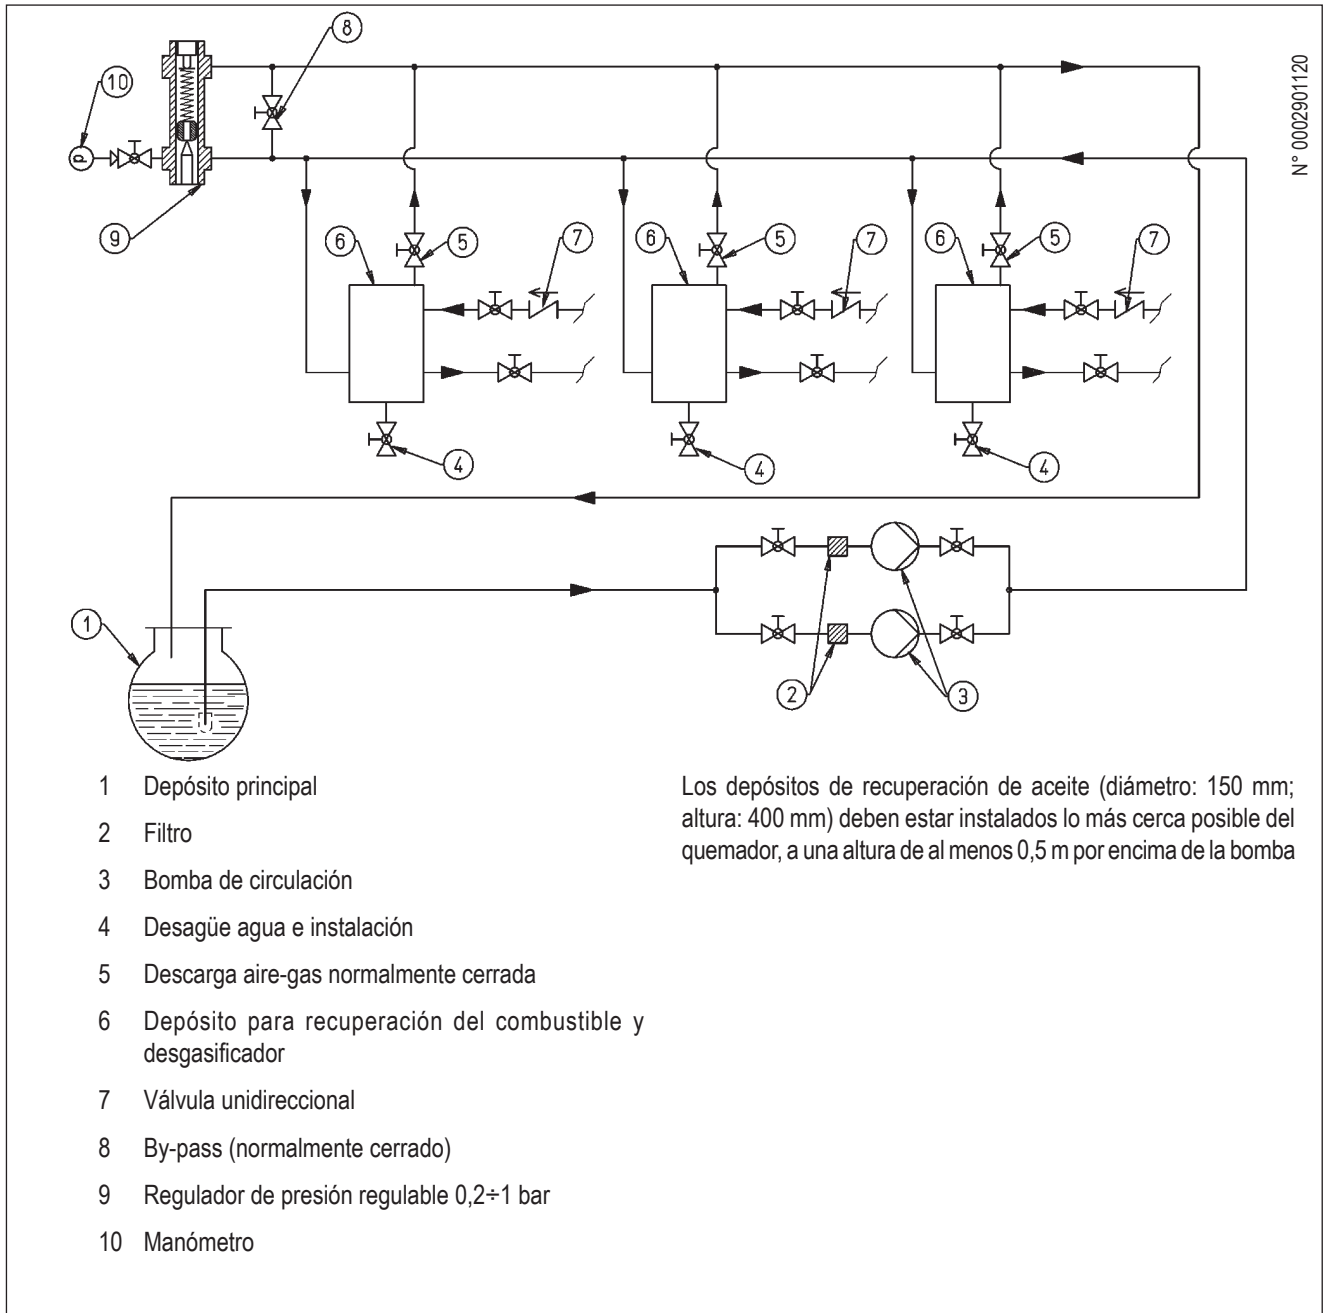 8
10
N° 0002901120
p
9
6
5
7
6
5
7
6
5
7
4
4
4
1
2
3
1 Depósito principal
2 Filtro
3 Bomba de circulación
4 Desagüe agua e instalación
5 Descarga aire-gas normalmente cerrada
6 Depósito para recuperación del combustible y
desgasificador
7 Válvula unidireccional
8 By-pass (normalmente cerrado)
9 Regulador de presión regulable 0,2÷1 bar
10 Manómetro
Los depósitos de recuperación de aceite (diámetro: 150 mm;
altura: 400 mm) deben estar instalados lo más cerca posible del
quemador, a una altura de al menos 0,5 m por encima de la bomba